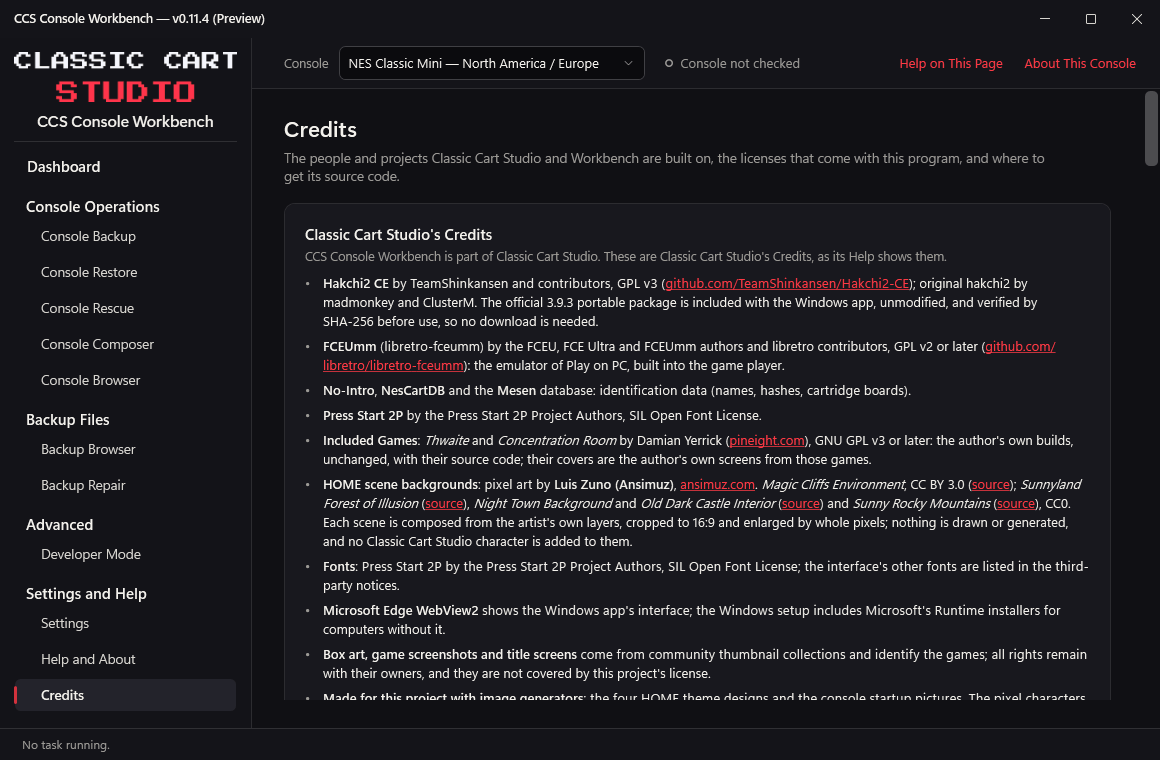 CCS Console Workbench — v0.11.4 (Preview)
CLASSIC CART
STUDIO
CCS Console Workbench
Dashboard
Console Operations
Console Backup
Console Restore
Console Rescue
Console Composer
Console Browser
Backup Files
Backup Browser
Backup Repair
Advanced
Developer Mode
Settings and Help
Settings
Help and About
Credits
Console
NES Classic Mini — North America / Europe
Console not checked
Help on This Page
About This Console
Credits
The people and projects Classic Cart Studio and Workbench are built on, the licenses that come with this program, and where to
get its source code.
Classic Cart Studio's Credits
CCS Console Workbench is part of Classic Cart Studio. These are Classic Cart Studio's Credits, as its Help shows them.
• Hakchi2 CE by TeamShinkansen and contributors, GPL v3 (github.com/TeamShinkansen/Hakchi2-CE); original hakchi2 by
madmonkey and ClusterM. The official 3.9.3 portable package is included with the Windows app, unmodified, and verified by
SHA-256 before use, so no download is needed.
• FCEUmm (libretro-fceumm) by the FCEU, FCE Ultra and FCEUmm authors and libretro contributors, GPL v2 or later (github.com/
libretro/libretro-fceumm): the emulator of Play on PC, built into the game player.
• No-Intro, NesCartDB and the Mesen database: identification data (names, hashes, cartridge boards).
• Press Start 2P by the Press Start 2P Project Authors, SIL Open Font License.
• Included Games: Thwaite and Concentration Room by Damian Yerrick (pineight.com), GNU GPL v3 or later: the author's own builds,
unchanged, with their source code; their covers are the author's own screens from those games.
• HOME scene backgrounds: pixel art by Luis Zuno (Ansimuz), ansimuz.com. Magic Cliffs Environment, CC BY 3.0 (source); Sunnyland
Forest of Illusion (source), Night Town Background and Old Dark Castle Interior (source) and Sunny Rocky Mountains (source), CC0.
Each scene is composed from the artist's own layers, cropped to 16:9 and enlarged by whole pixels; nothing is drawn or generated,
and no Classic Cart Studio character is added to them.
• Fonts: Press Start 2P by the Press Start 2P Project Authors, SIL Open Font License; the interface's other fonts are listed in the third-
party notices.
• Microsoft Edge WebView2 shows the Windows app's interface; the Windows setup includes Microsoft's Runtime installers for
computers without it.
• Box art, game screenshots and title screens come from community thumbnail collections and identify the games; all rights remain
with their owners, and they are not covered by this project's license.
• Made for this project with image generators: the four HOME theme designs and the console startup pictures. The pixel characters
No task running.